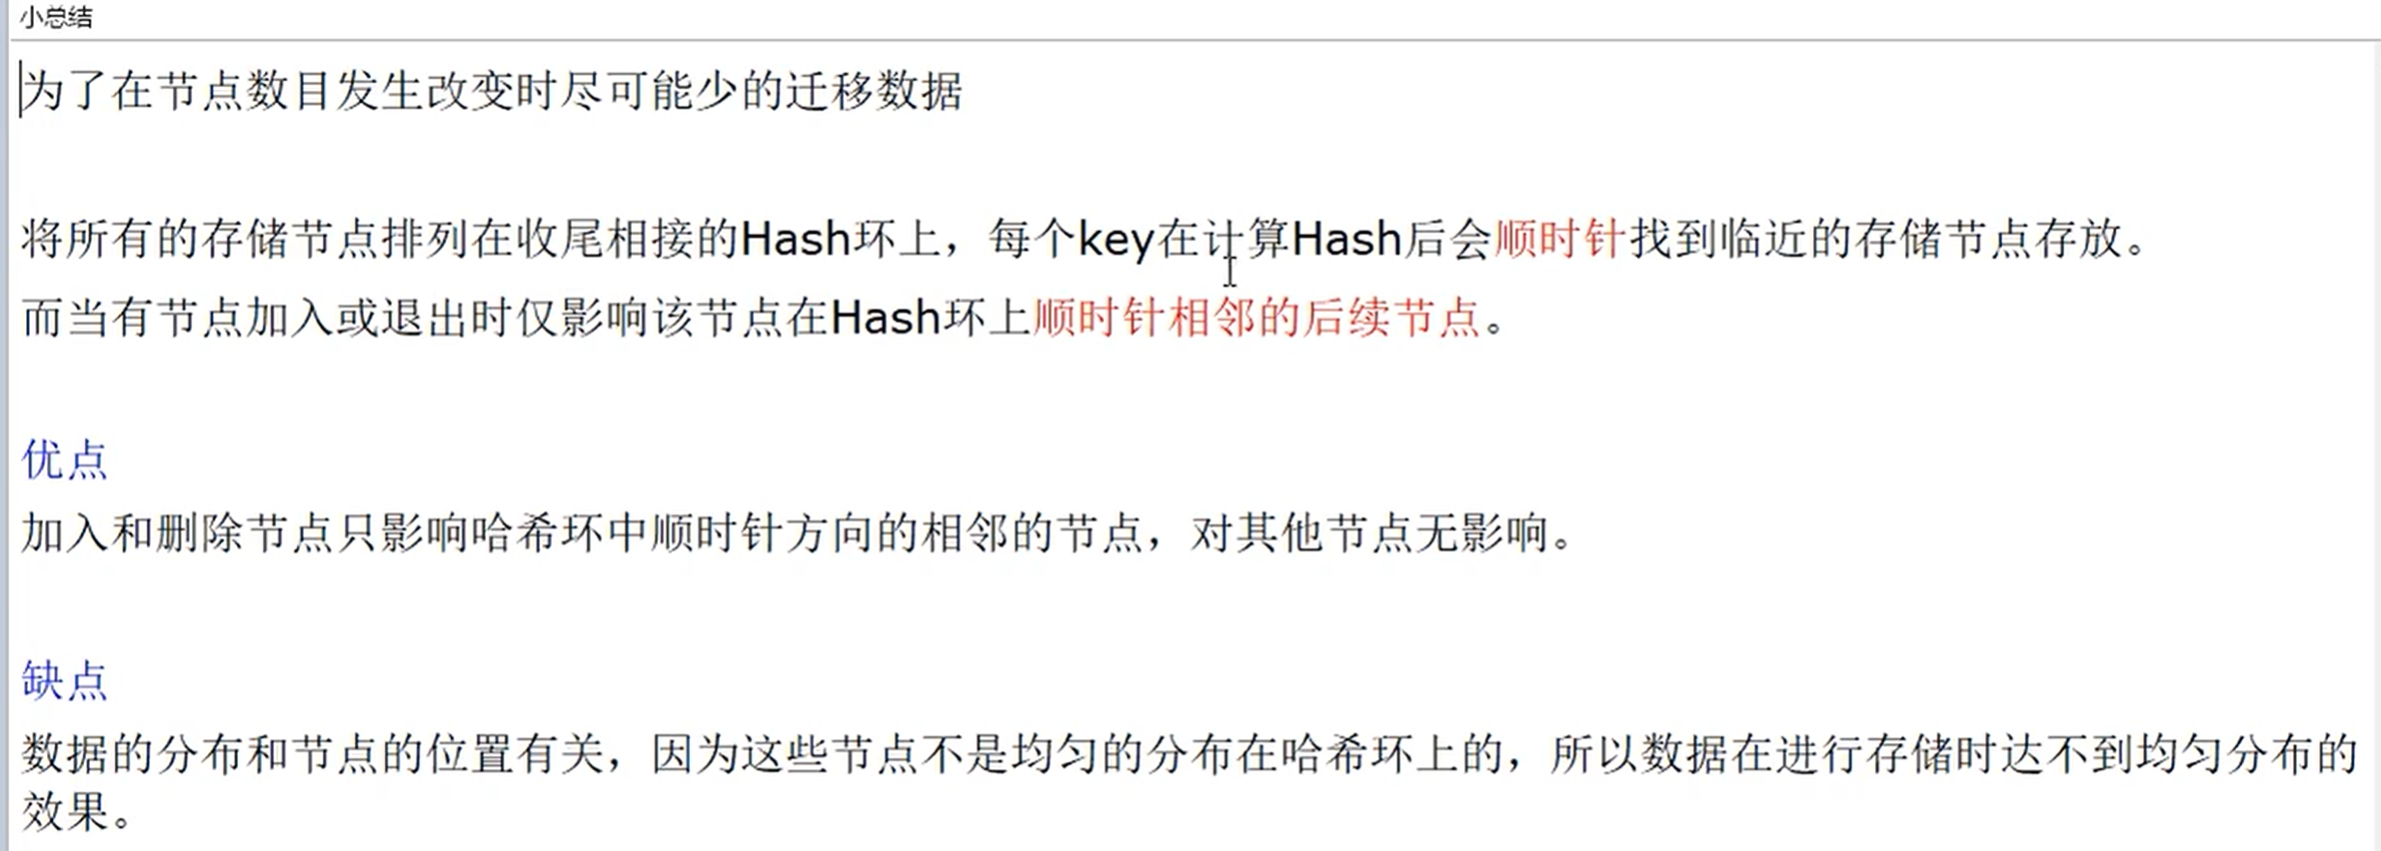 小总结
为了在节点数目发生改变时尽可能少的迁移数据
将所有的存储节点排列在收尾相接的Hash环上，每个key在计算Hash后会顺时针找到临近的存储节点存放。
而当有节点加入或退出时仅影响该节点在Hash环上顺时针相邻的后续节点。
优点
加入和删除节点只影响哈希环中顺时针方向的相邻的节点，对其他节点无影响。
缺点
数据的分布和节点的位置有关，因为这些节点不是均匀的分布在哈希环上的，所以数据在进行存储时达不到均匀分布的
效果。